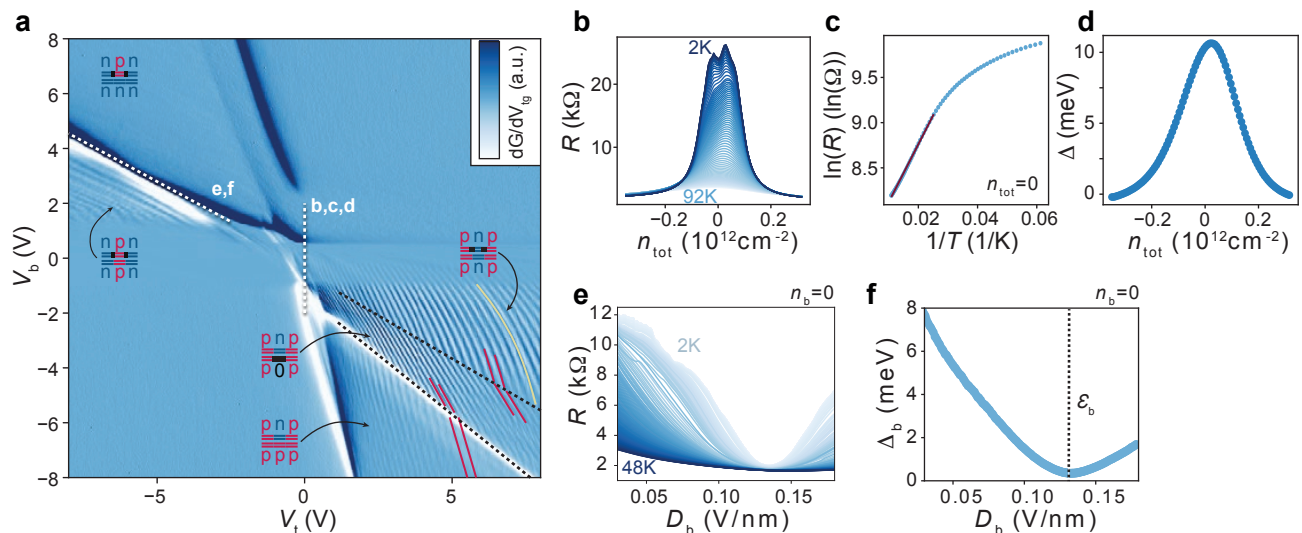 a
8
6
4
2
0
−2
−4
−6
−8
V_b (V)
−5
0
5
V_t (V)
n p n
n n n
dG/dV_tg (a.u.)
e,f
b,c,d
n p n
n p n
p n p
p n p
p n p
p p
0
p n p
p p p
b
2K
20
10
R (kΩ)
92K
−0.2
0
0.2
n_tot (10^12cm^-2)
c
9.5
9.0
8.5
ln(R) (ln(Ω))
n_tot=0
0.02
0.04
0.06
1/T (1/K)
d
10
5
0
Δ (meV)
−0.2
0
0.2
n_tot (10^12cm^-2)
e
n_b=0
12
10
8
6
4
2
R (kΩ)
2K
48K
0.05
0.10
0.15
D_b (V/nm)
f
n_b=0
8
6
4
2
0
Δ_b (meV)
ε_b
0.05
0.10
0.15
D_b (V/nm)